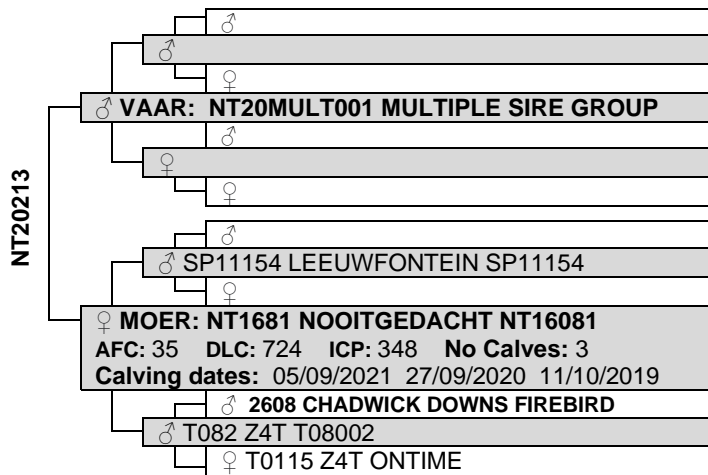 ♂
♂
♀
♂ VAAR: NT20MULT001 MULTIPLE SIRE GROUP
♂
♀
♀
NT20213
♂
♂ SP11154 LEEUWFONTEIN SP11154
♀
♀ MOER: NT1681 NOOITGEDACHT NT16081
AFC: 35 DLC: 724 ICP: 348 No Calves: 3
Calving dates: 05/09/2021 27/09/2020 11/10/2019
♂ 2608 CHADWICK DOWNS FIREBIRD
♂ T082 Z4T T08002
♀ T0115 Z4T ONTIME